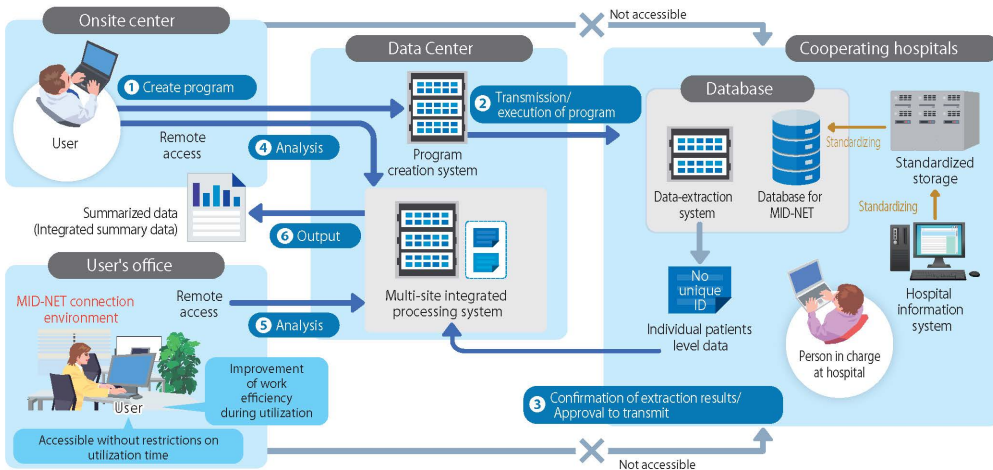 Onsite center
User
① Create program
Remote
access
④ Analysis
Not accessible
Data Center
Program
creation system
② Transmission/
execution of program
Cooperating hospitals
Database
Data-extraction
system
Database for
MID-NET
Standardizing
Standardized
storage
Standardizing
Hospital
information
system
Summarized data
(Integrated summary data)
⑥ Output
Multi-site integrated
processing system
No
unique
ID
Individual patients
level data
Person in charge
at hospital
User's office
MID-NET connection
environment
Remote
access
⑤ Analysis
User
Improvement
of work
efficiency
during utilization
Accessible without restrictions on
utilization time
③ Confirmation of extraction results/
Approval to transmit
Not accessible